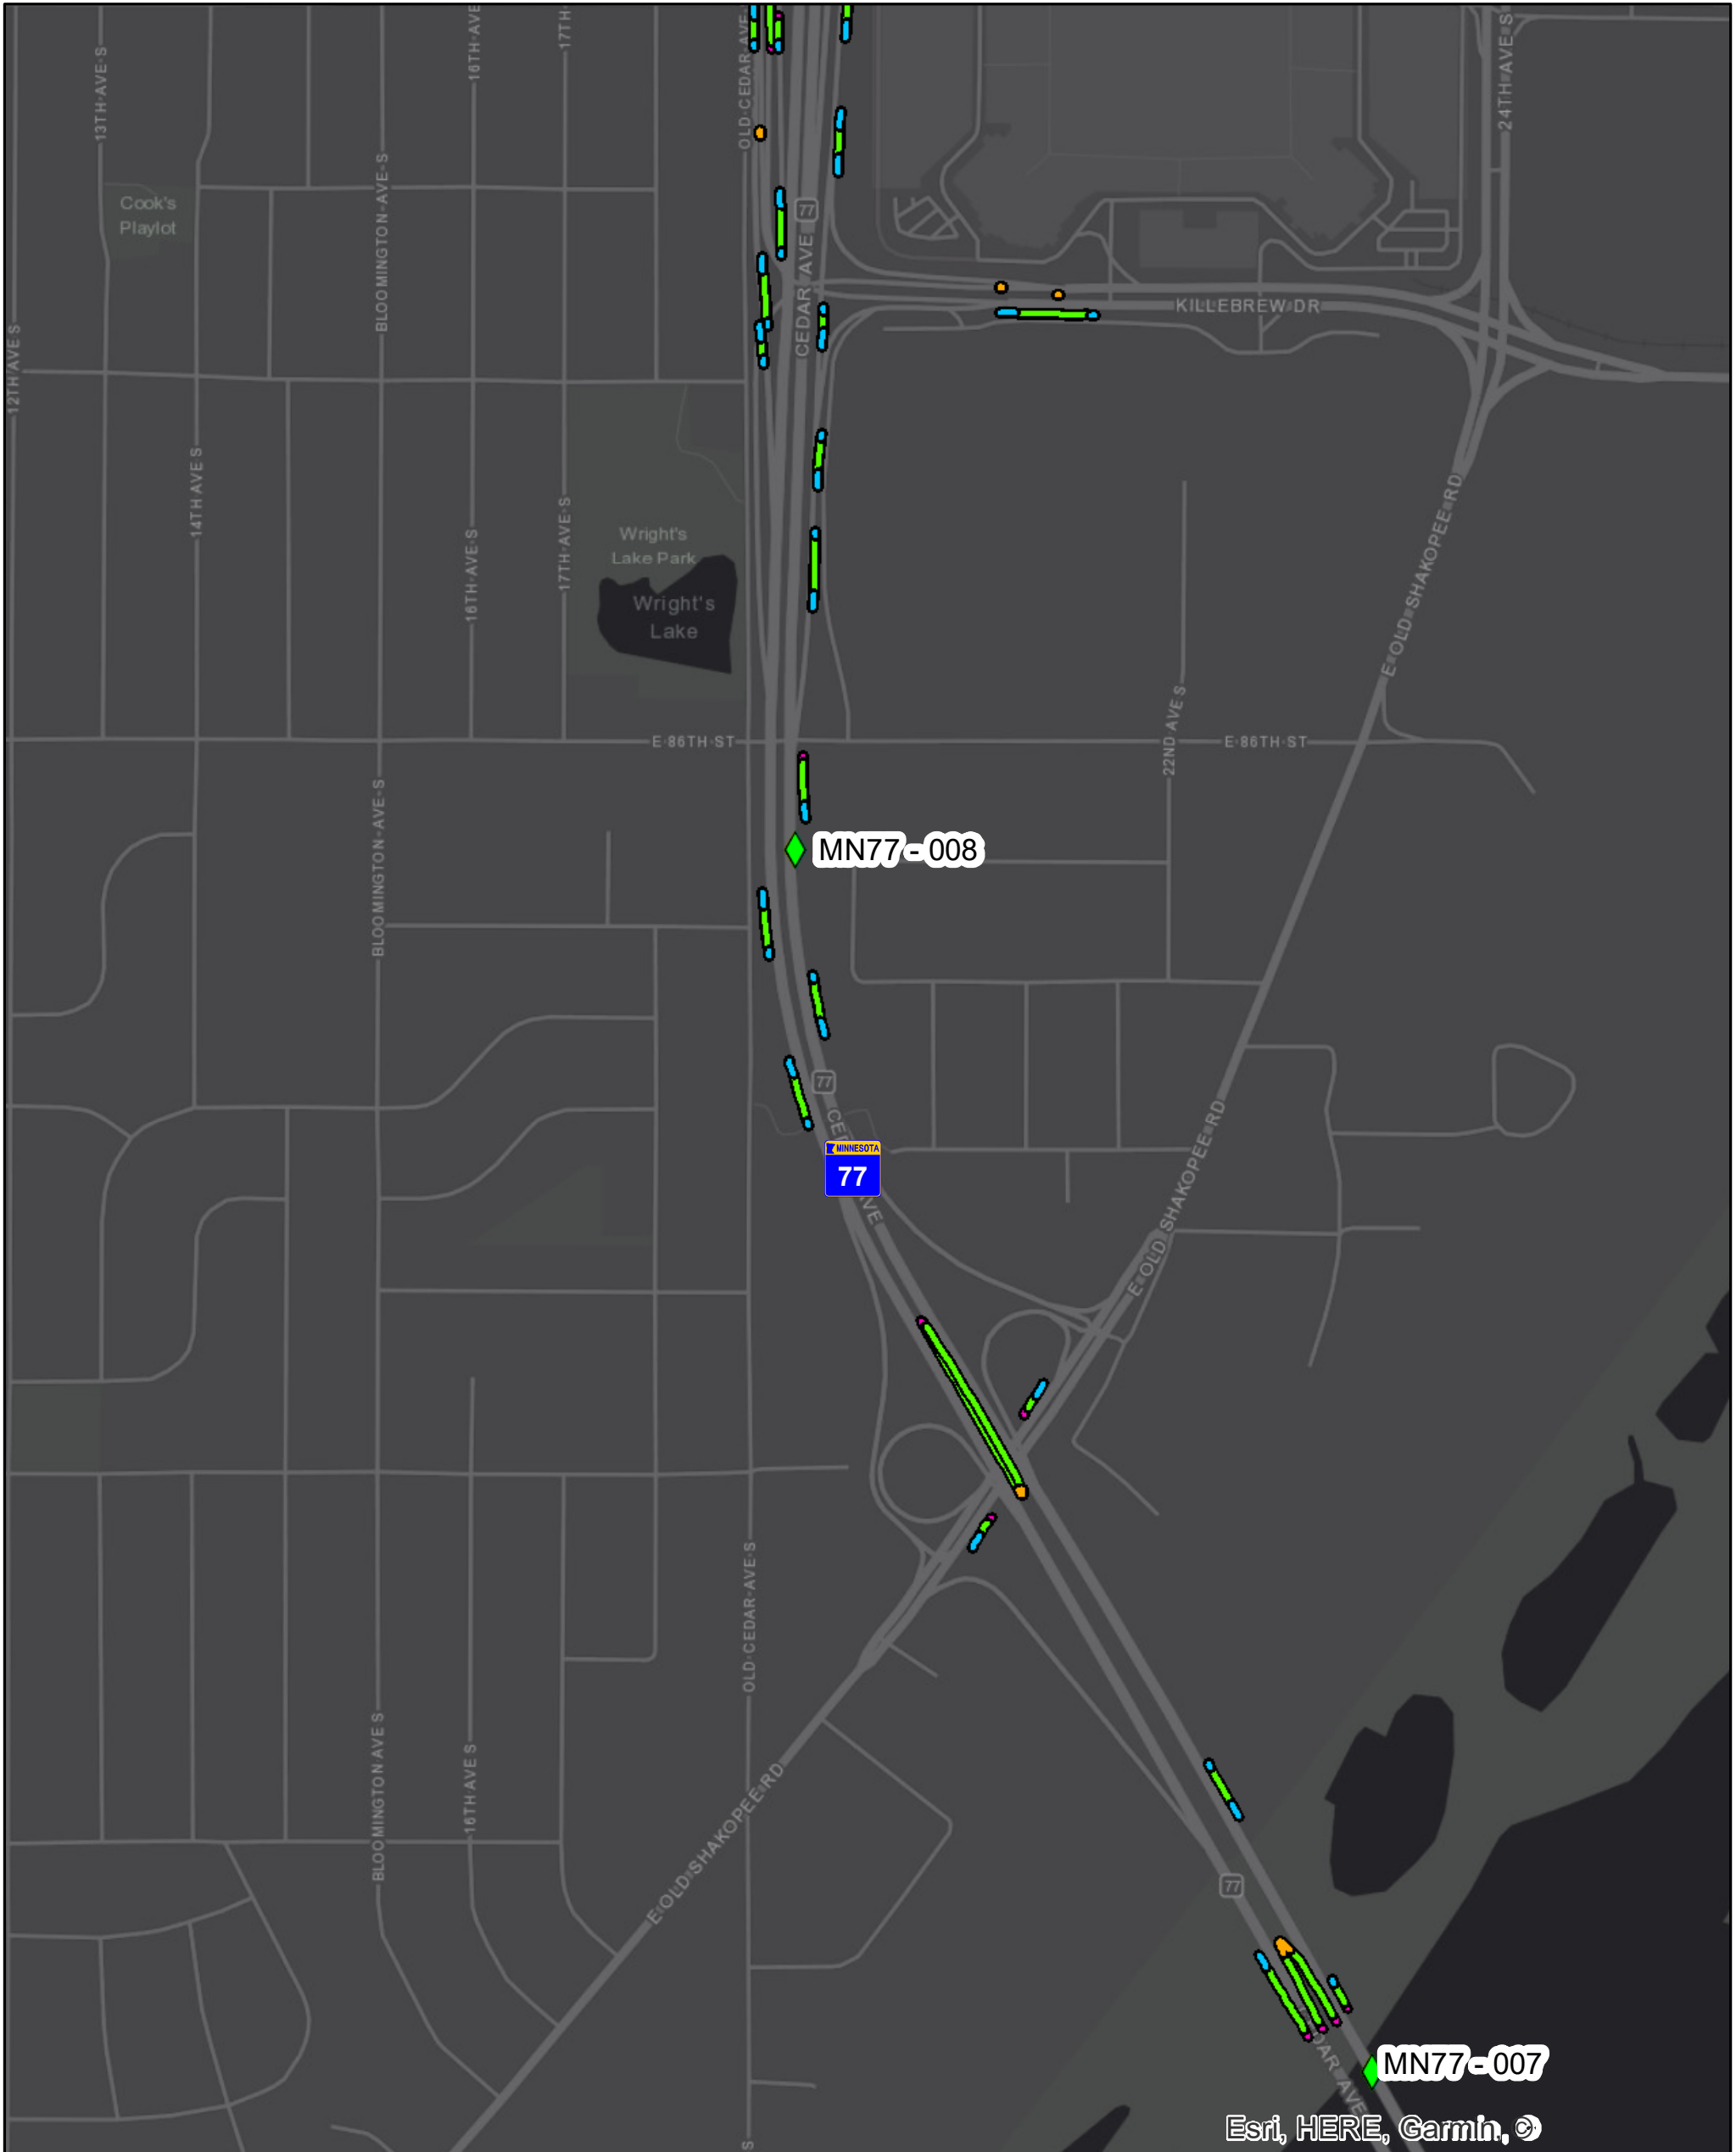 13TH AVE S
16TH AVE
17TH
OLD CEDAR AVE
24TH AVE S
Cook's
Playlot
BLOOMINGTON AVE S
77
CEDAR AVE
KILLEBREW DR
12TH AVE S
14TH AVE S
16TH AVE S
17TH AVE S
Wright's
Lake Park
Wright's
Lake
E OLD SHAKOPEE RD
E 86TH ST
22ND AVE S
E 86TH ST
BLOOMINGTON AVE S
MN77 - 008
77
MINNESOTA
77
E OLD SHAKOPEE RD
OLD CEDAR AVE S
BLOOMINGTON AVE S
16TH AVE S
E OLD SHAKOPEE RD
77
MN77 - 007
Esri, HERE, Garmin, ©